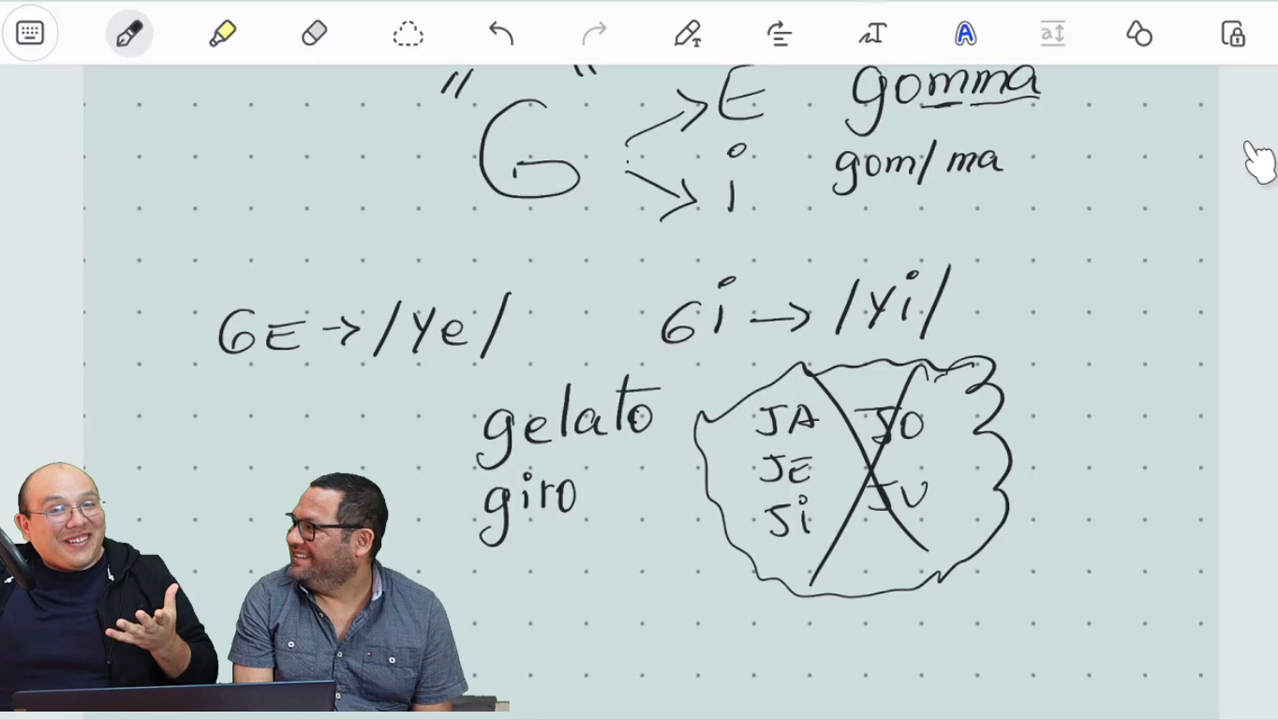 " G " → E gomma
→ i gom/ma
GE → /Ye/ Gi → /Yi/
gelato
giro
JA JO
JE JU
Ji